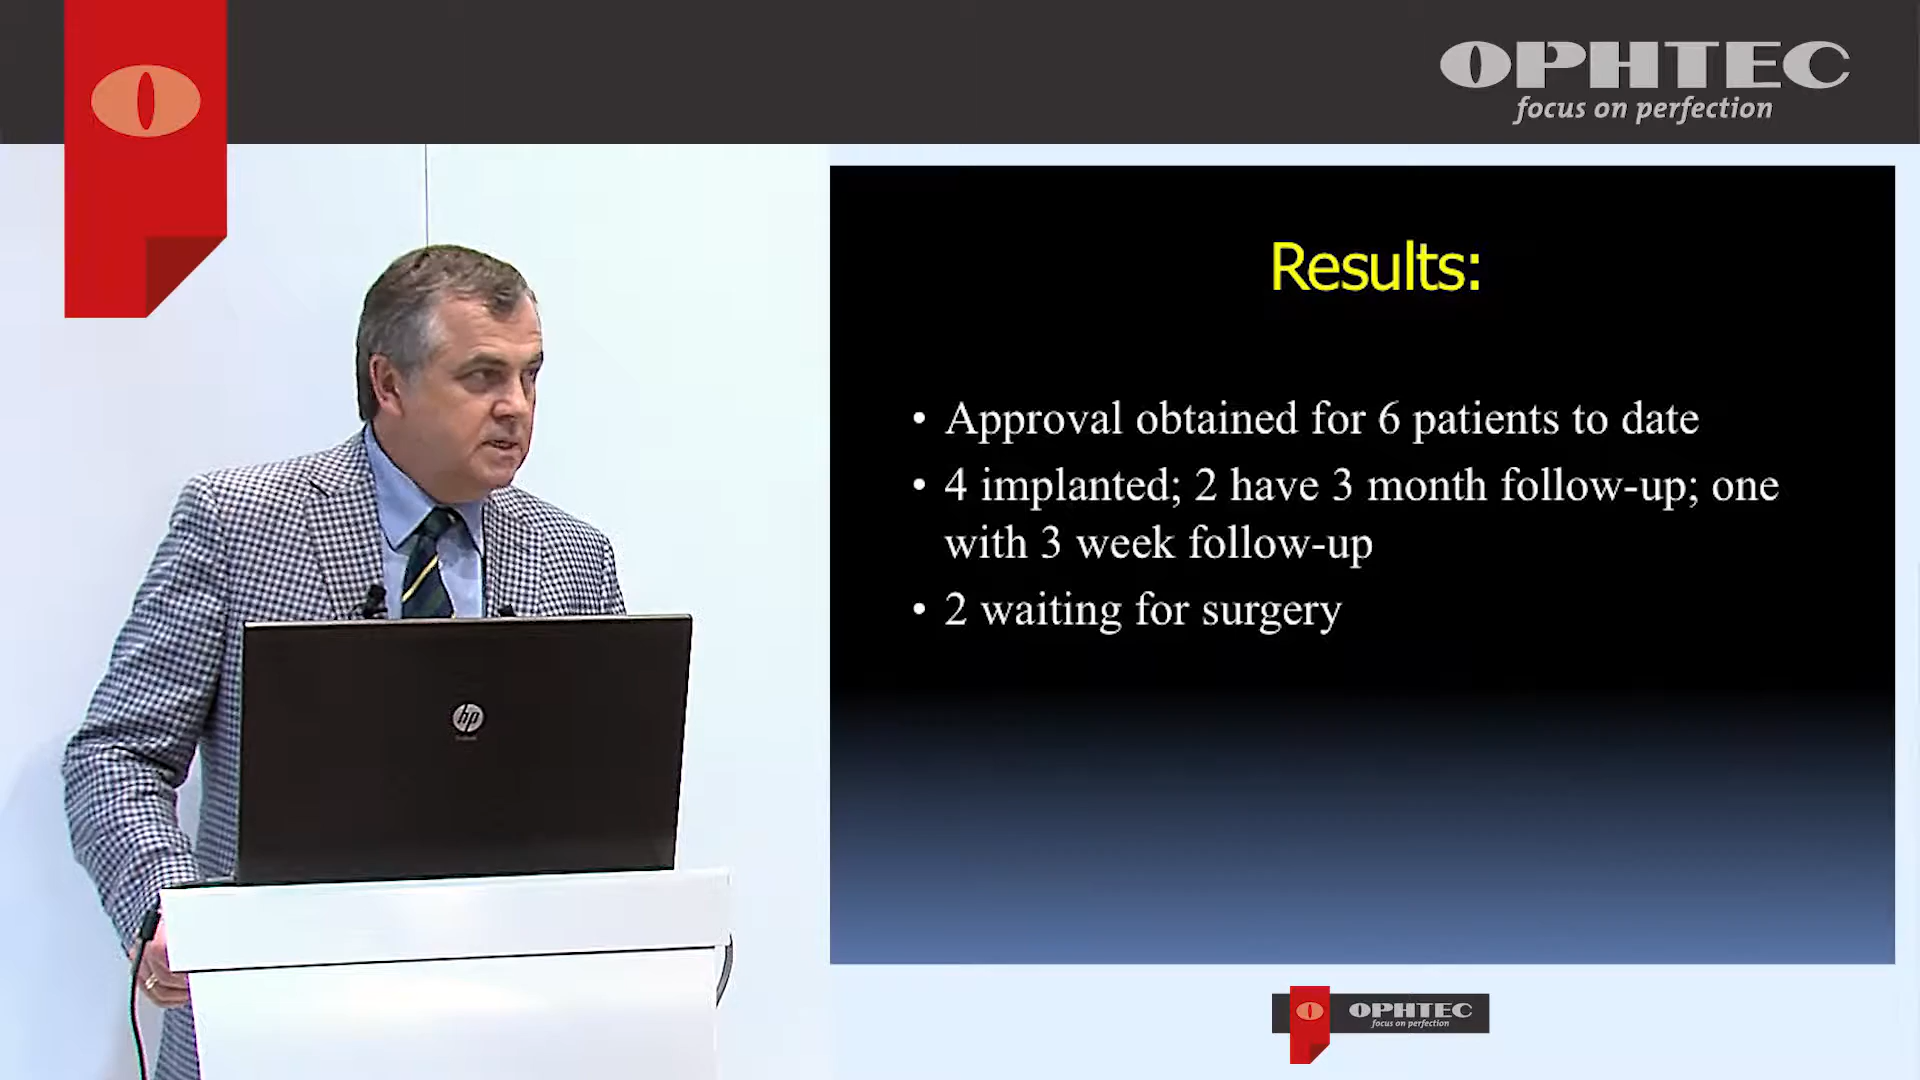 OPHTEC
focus on perfection
Results:
• Approval obtained for 6 patients to date
• 4 implanted; 2 have 3 month follow-up; one
with 3 week follow-up
• 2 waiting for surgery
hp
OPHTEC
focus on perfection